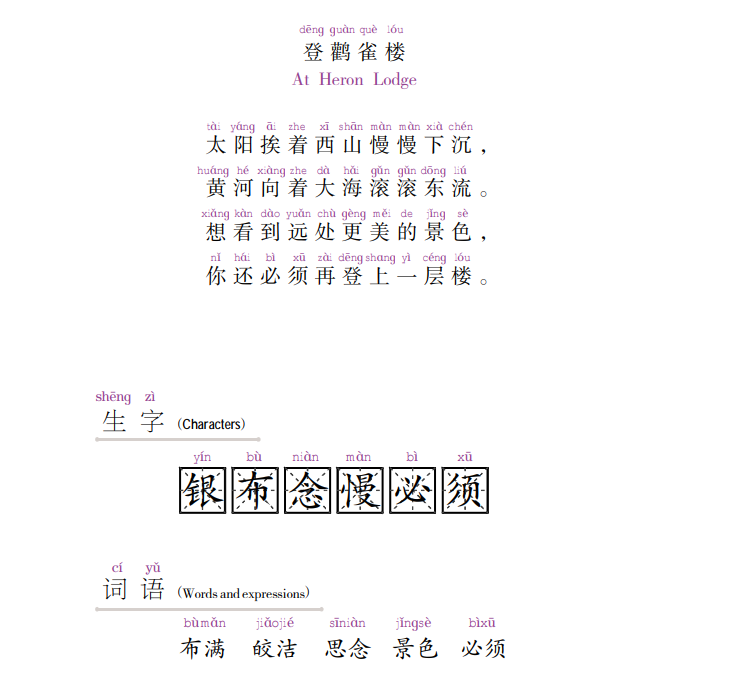 dēng guàn què lóu
登鹳雀楼
At Heron Lodge
tài yáng āi zhe xī shān màn màn xià chén
太阳挨着西山慢慢下沉，
huáng hé xiàng zhe dà hǎi gǔn gǔn dōng liú
黄河向着大海滚滚东流。
xiǎng kàn dào yuǎn chù gèng měi de jǐng sè
想看到远处更美的景色，
nǐ hái bì xū zài dēng shang yì céng lóu
你还必须再登上一层楼。
shēng zì
生字（Characters）
yín bù niàn màn bì xū
银布念慢必须
cí yǔ
词语（Words and expressions）
bùmǎn jiǎojié sīniàn jǐngsè bìxū
布满 皎洁 思念 景色 必须